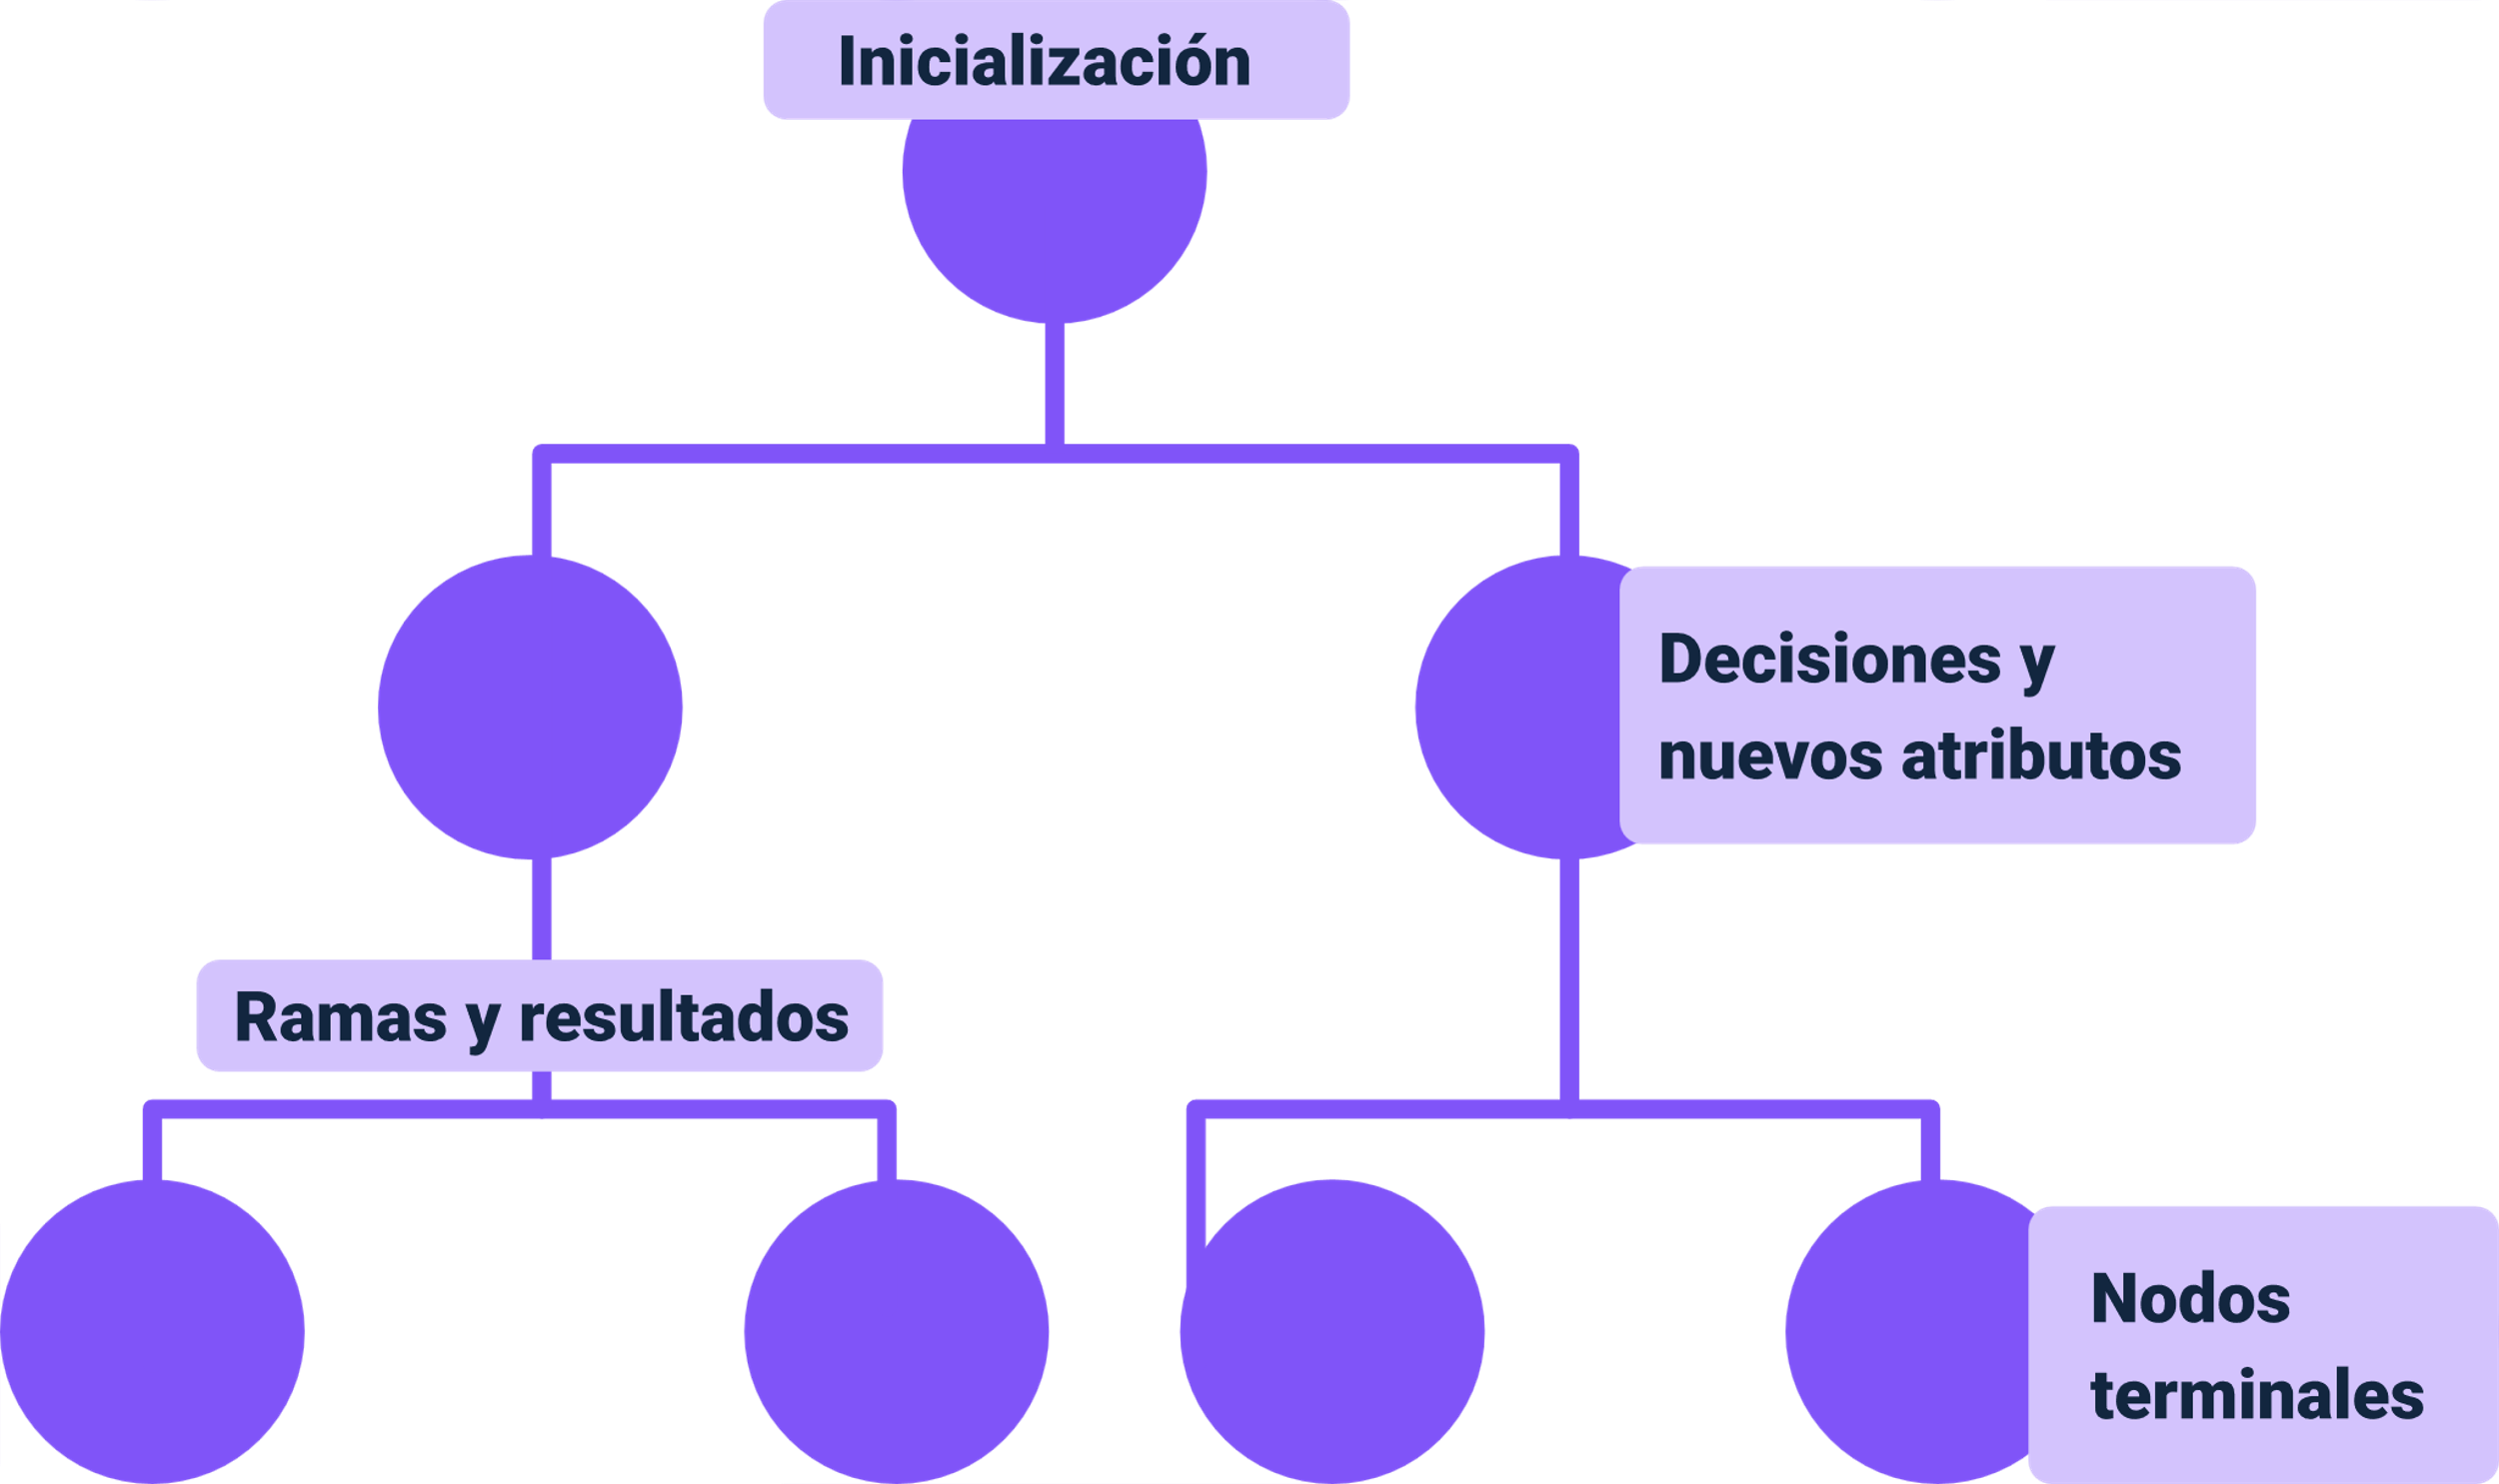 Inicialización
Decisiones y
nuevos atributos
Ramas y resultados
Nodos
terminales